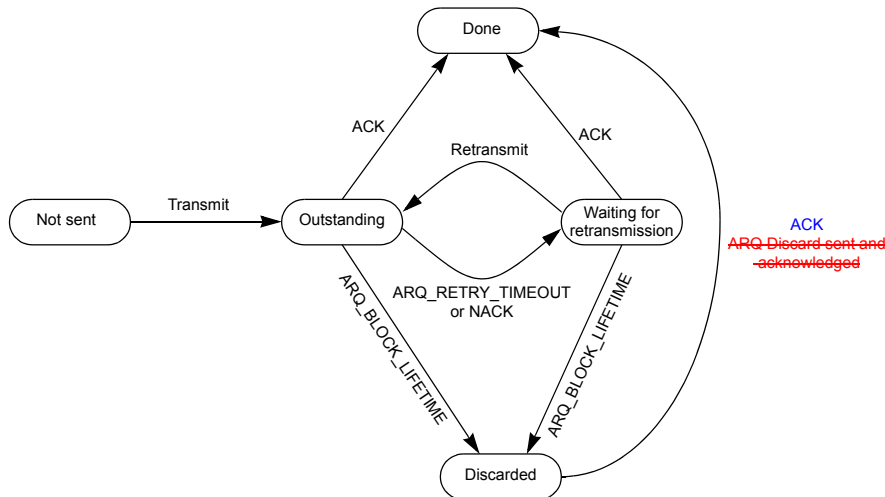 Done
ACK
ACK
Retransmit
Transmit
Not sent
Outstanding
Waiting for
retransmission
ACK
ARQ Discard sent and
acknowledged
ARQ_RETRY_TIMEOUT
or NACK
ARQ_BLOCK_LIFETIME
ARQ_BLOCK_LIFETIME
Discarded